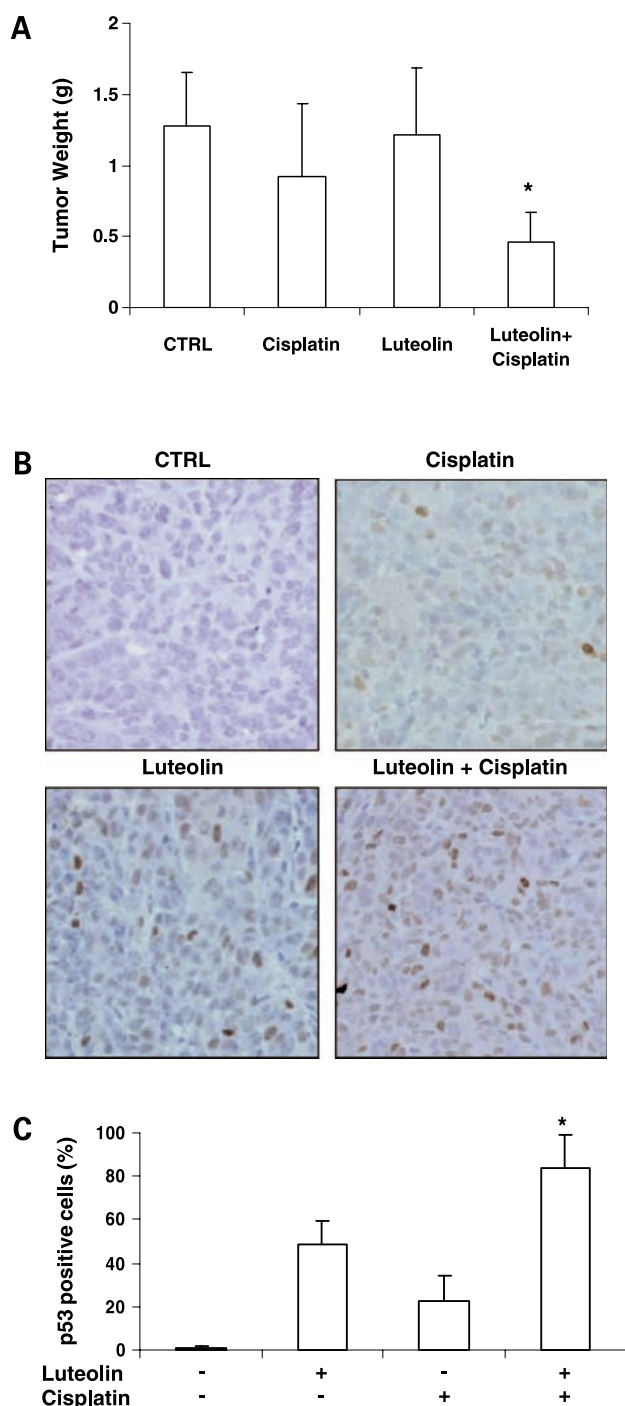 A
Tumor Weight (g)
2
1.5
1
0.5
0
*
CTRL Cisplatin Luteolin Luteolin+
Cisplatin
B
CTRL Cisplatin
Luteolin Luteolin + Cisplatin
C
p53 positive cells (%)
100
80
60
40
20
0
*
Luteolin - + - +
Cisplatin - - + +